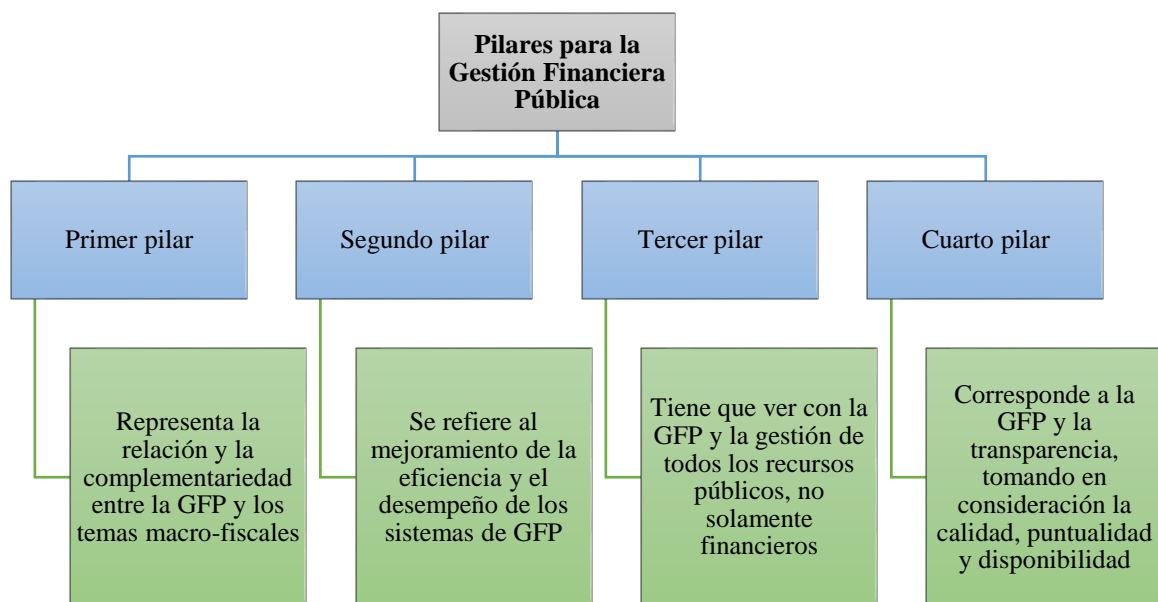 Pilares para la
Gestión Financiera
Pública
Primer pilar
Representa la
relación y la
complementariedad
entre la GFP y los
temas macro-fiscales
Segundo pilar
Se refiere al
mejoramiento de la
eficiencia y el
desempeño de los
sistemas de GFP
Tercer pilar
Tiene que ver con la
GFP y la gestión de
todos los recursos
públicos, no
solamente
financieros
Cuarto pilar
Corresponde a la
GFP y la
transparencia,
tomando en
consideración la
calidad, puntualidad
y disponibilidad